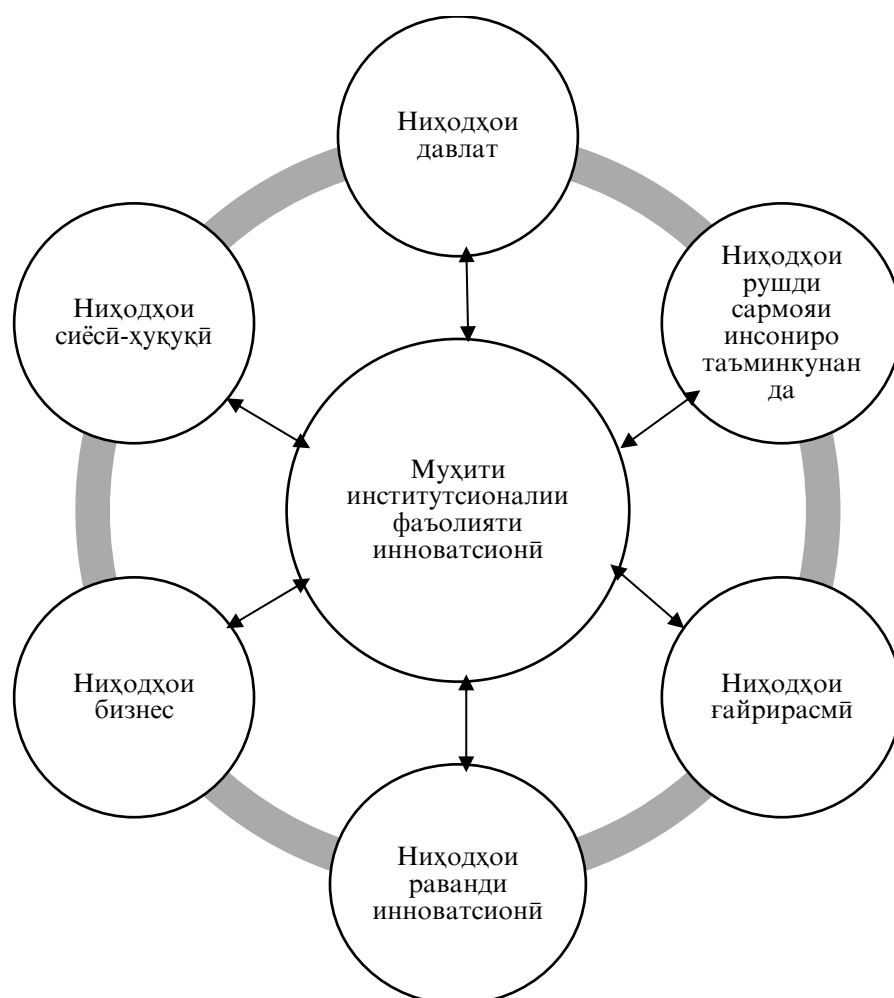 Ниҳодҳои
давлат
Ниҳодҳои
рушди
сармояи
инсониро
таъминкунан
да
Ниҳодҳои
сиёсӣ-ҳуқуқӣ
Муҳити
институтсионалии
фаъолияти
инноватсионӣ
Ниҳодҳои
бизнес
Ниҳодҳои
ғайрирасмӣ
Ниҳодҳои
раванди
инноватсионӣ